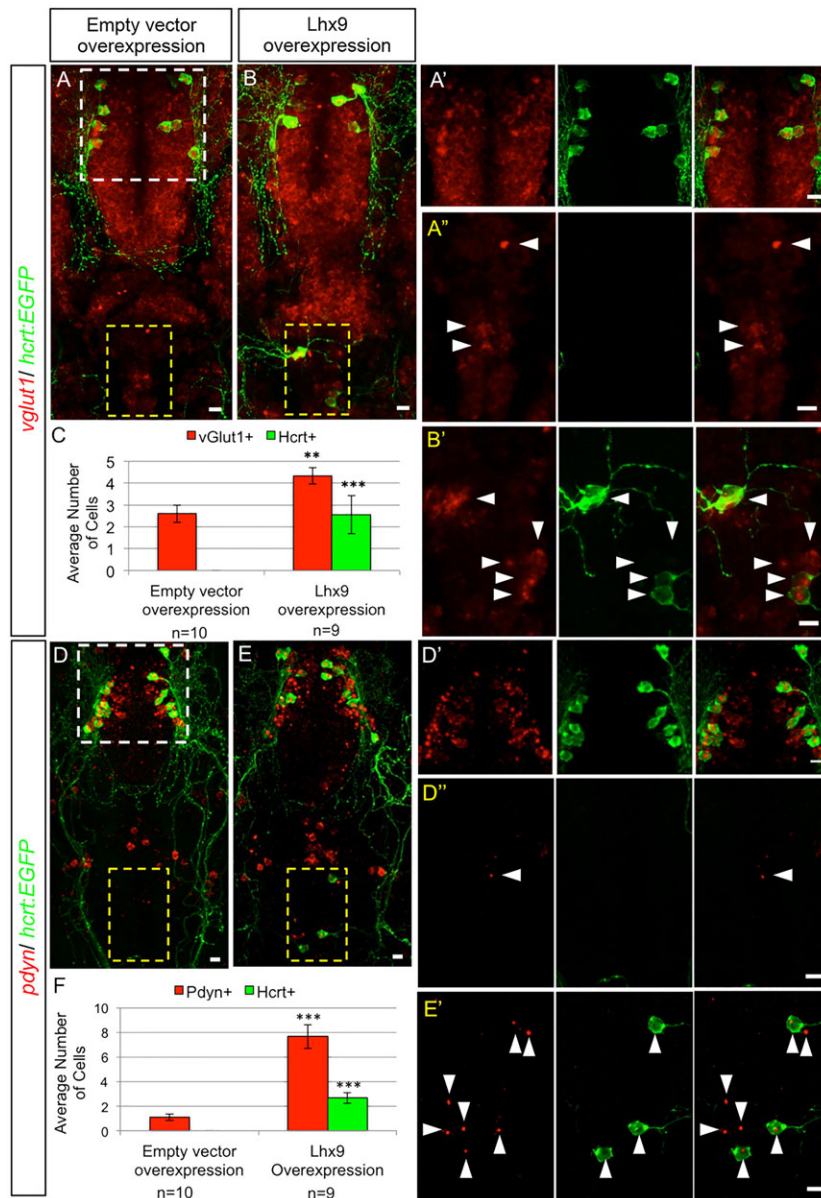 Empty vector
overexpression
Lhx9
overexpression
vglut1/ hcrt:EGFP
A
B
A'
A''
B'
C
vGlut1+
Hcrt+
Average Number
of Cells
5
4
3
2
1
0
**
***
Empty vector
overexpression
n=10
Lhx9
overexpression
n=9
pdyn/ hcrt:EGFP
D
E
D'
D''
E'
F
Pdyn+
Hcrt+
Average Number
of Cells
10
8
6
4
2
0
***
***
Empty vector
overexpression
n=10
Lhx9
Overexpression
n=9